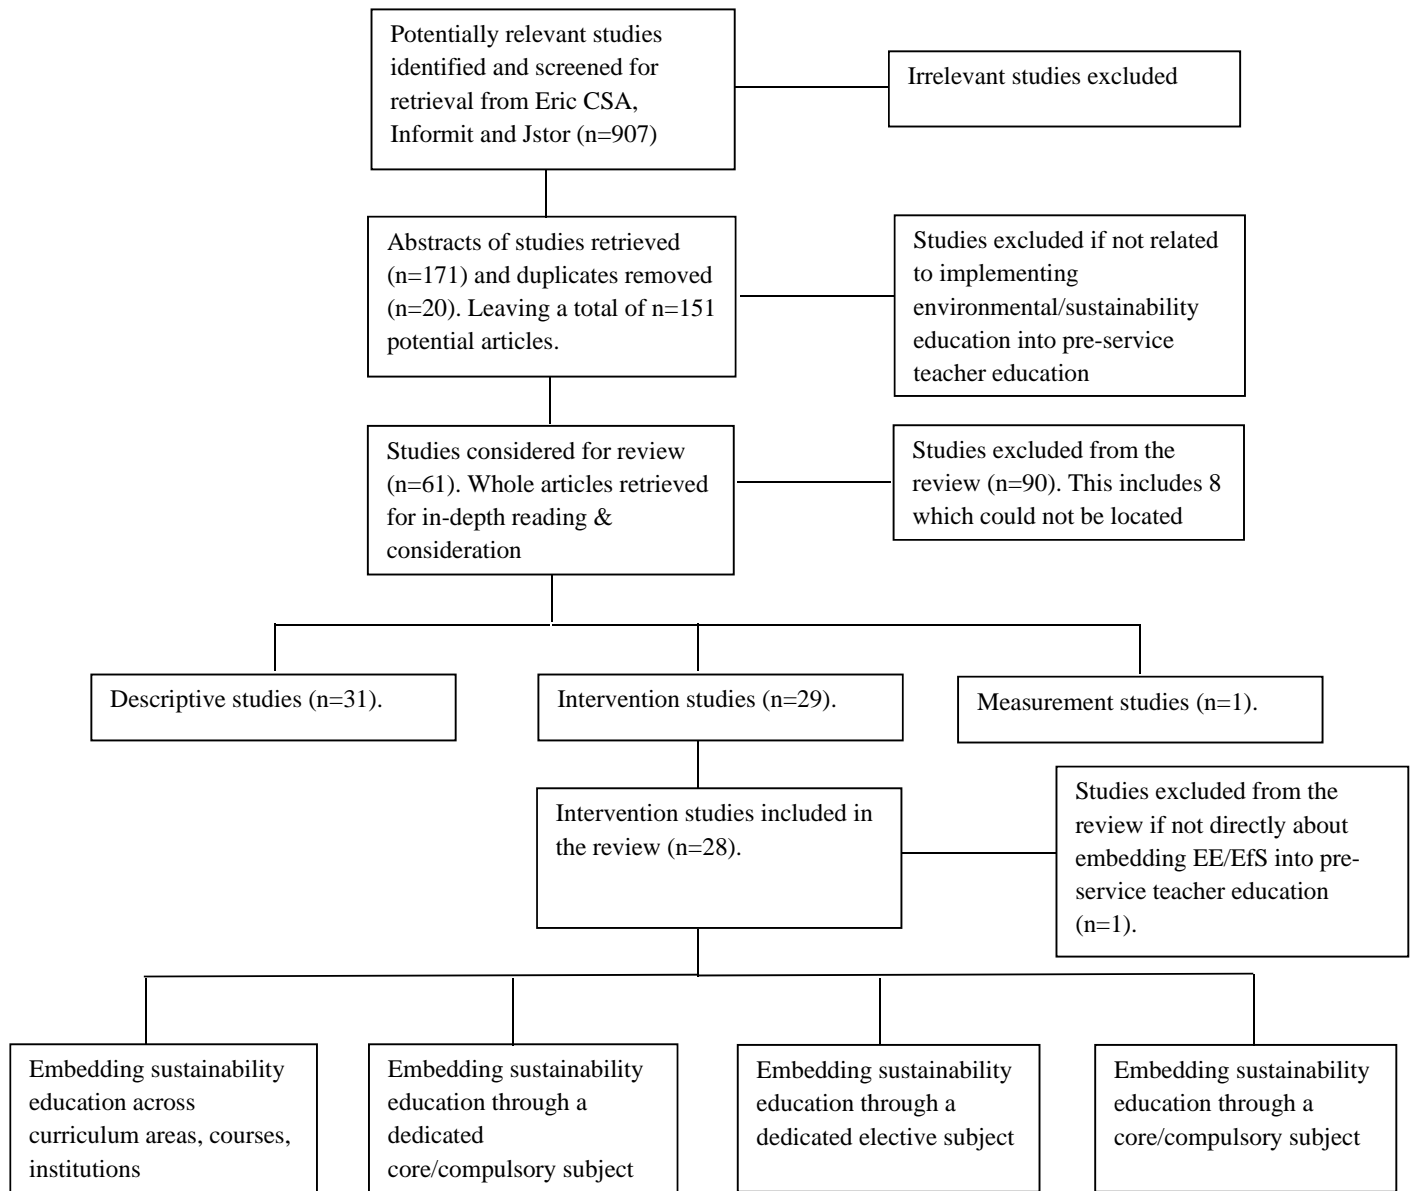 Potentially relevant studies
identified and screened for
retrieval from Eric CSA,
Informit and Jstor (n=907)
Irrelevant studies excluded
Abstracts of studies retrieved
(n=171) and duplicates removed
(n=20). Leaving a total of n=151
potential articles.
Studies excluded if not related
to implementing
environmental/sustainability
education into pre-service
teacher education
Studies considered for review
(n=61). Whole articles retrieved
for in-depth reading &
consideration
Studies excluded from the
review (n=90). This includes 8
which could not be located
Descriptive studies (n=31).
Intervention studies (n=29).
Measurement studies (n=1).
Intervention studies included in
the review (n=28).
Studies excluded from the
review if not directly about
embedding EE/EfS into pre-
service teacher education
(n=1).
Embedding sustainability
education across
curriculum areas, courses,
institutions
Embedding sustainability
education through a
dedicated
core/compulsory subject
Embedding sustainability
education through a
dedicated elective subject
Embedding sustainability
education through a
core/compulsory subject